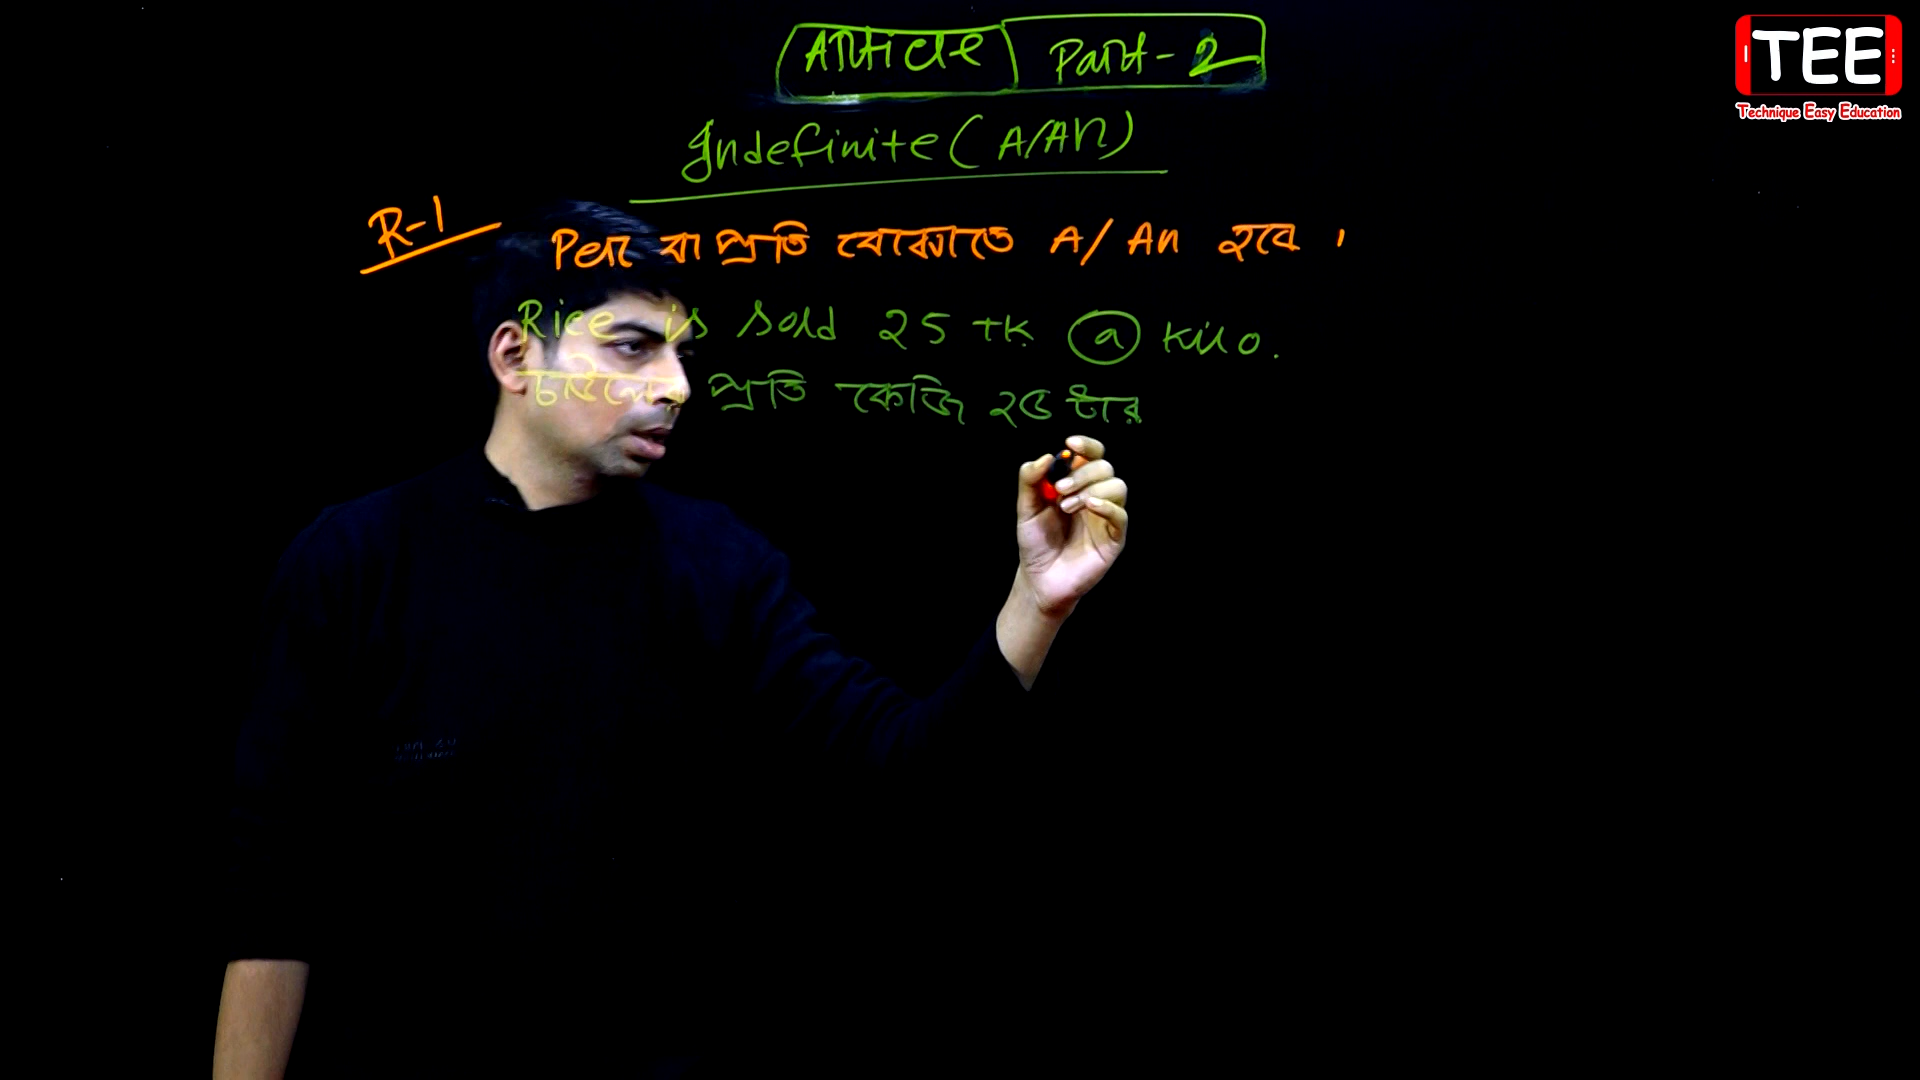 Article Part-2
TEE
Technique Easy Education
Indefinite (A/An)
R-1 Per বা প্রতি বোঝাতে A/An হবে ।
Rice is sold 25 TK a kilo.
প্রতি কেজি ২৫